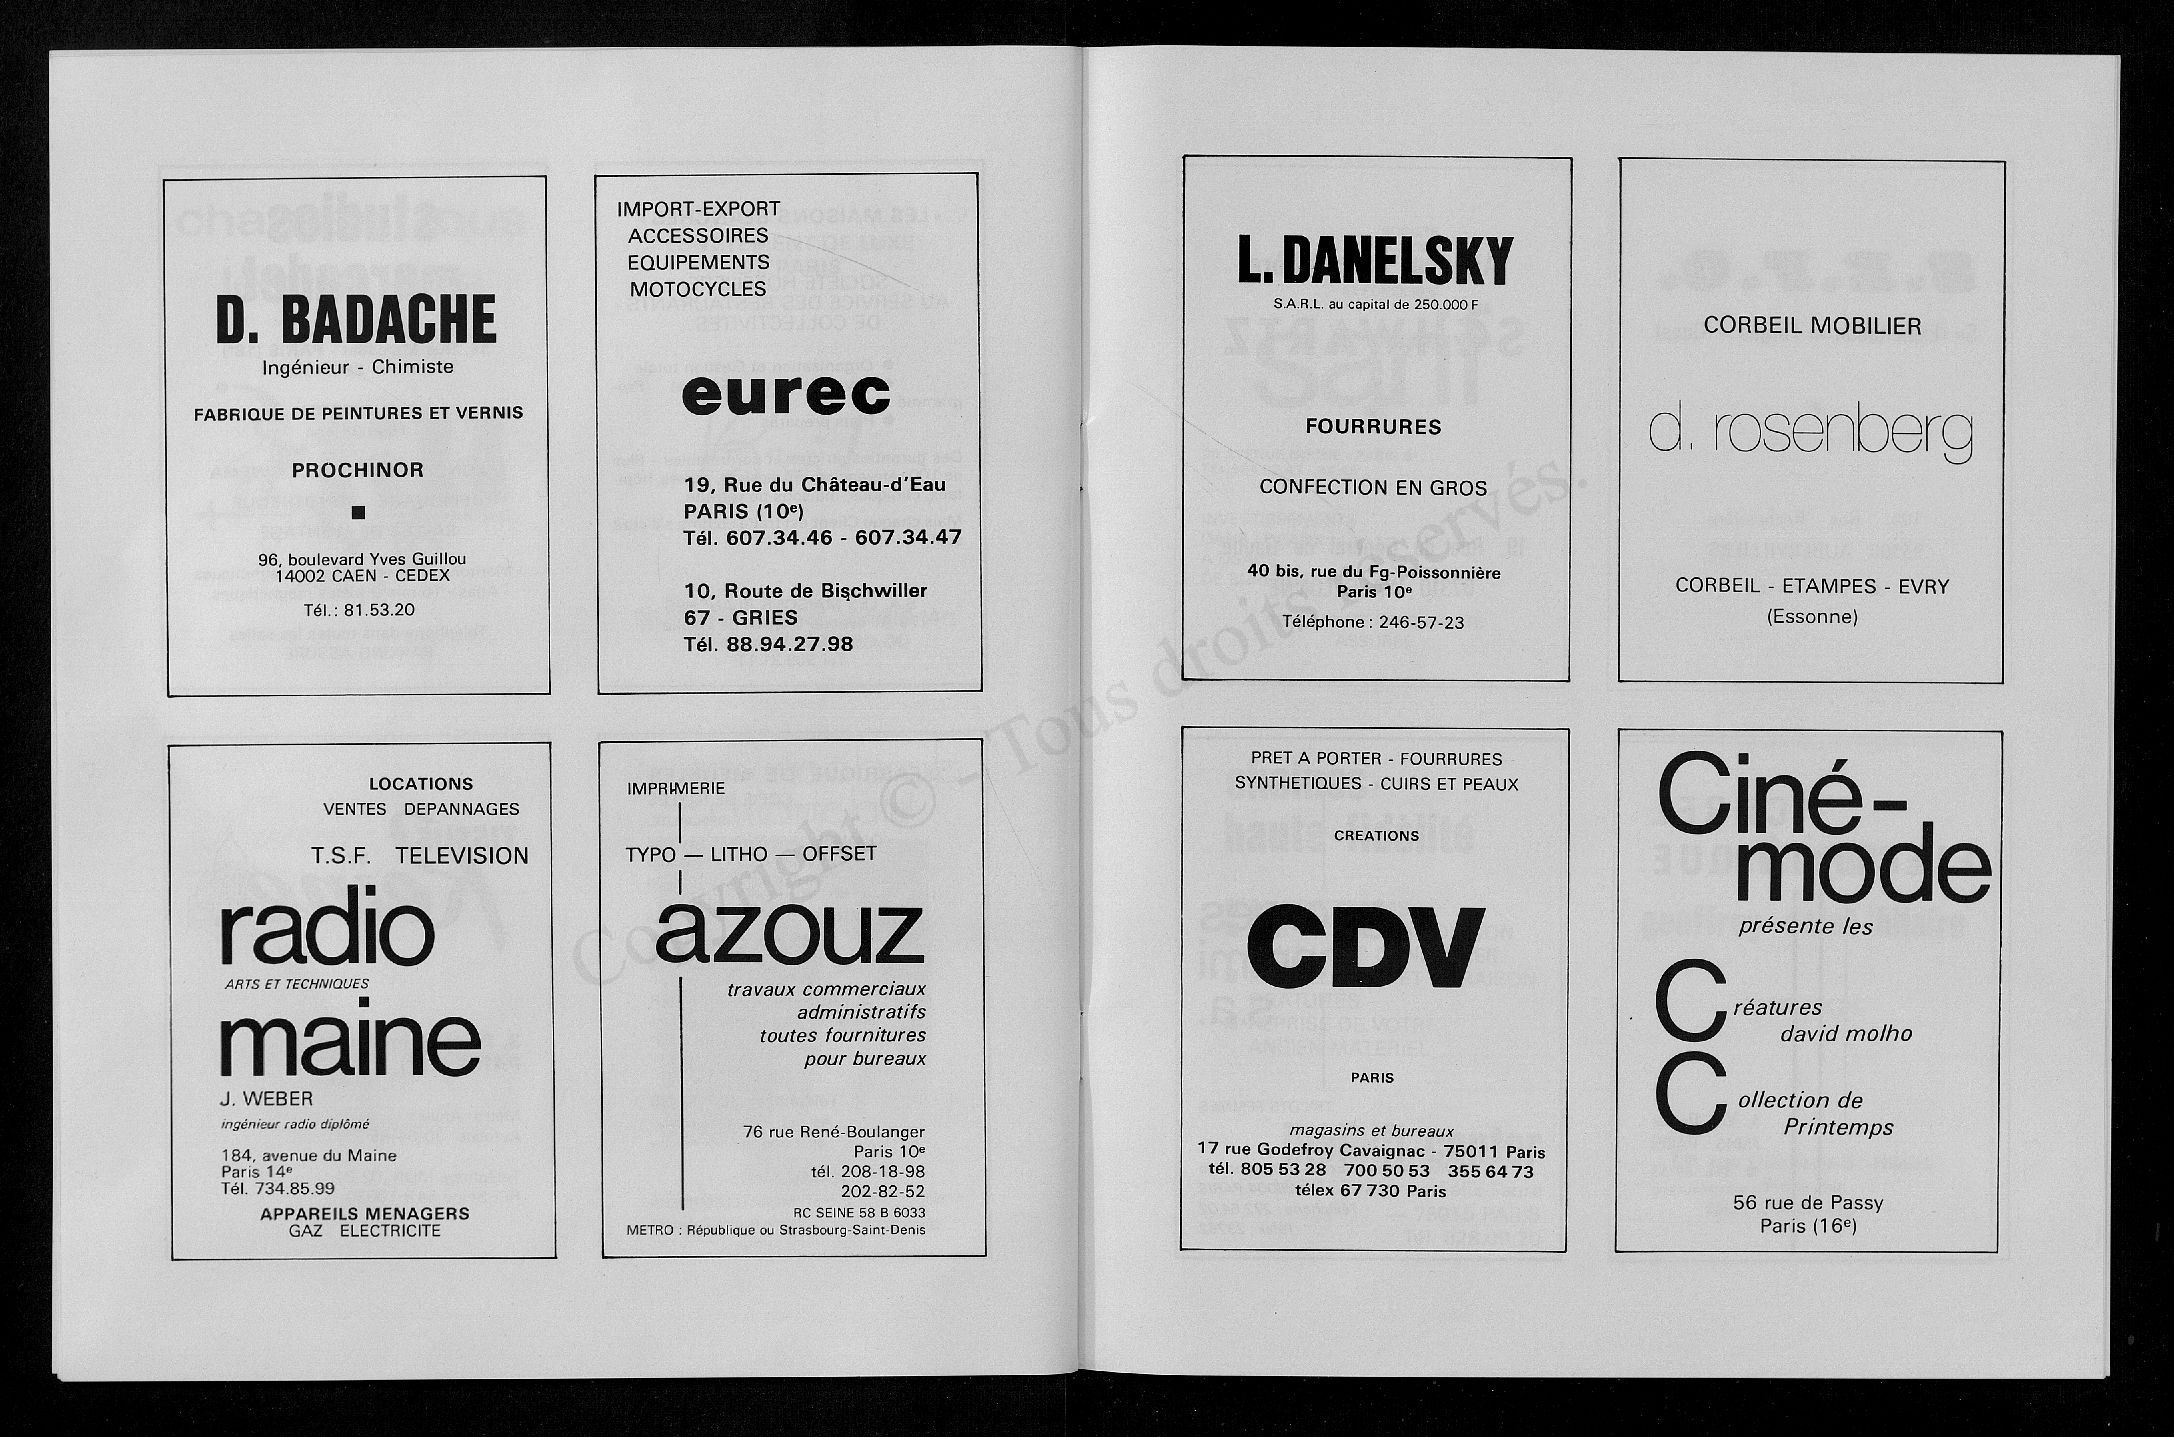 D. BADACHE
Ingénieur - Chimiste
FABRIQUE DE PEINTURES ET VERNIS
PROCHINOR
96, boulevard Yves Guillou
14002 CAEN - CEDEX
Tél.: 81.53.20
IMPORT-EXPORT
ACCESSOIRES
EQUIPEMENTS
MOTOCYCLES
eurec
19, Rue du Château-d'Eau
PARIS (10e)
Tél. 607.34.46 - 607.34.47
10, Route de Bischwiller
67 - GRIES
Tél. 88.94.27.98
LOCATIONS
VENTES DEPANNAGES
T.S.F. TELEVISION
radio
ARTS ET TECHNIQUES
maine
J. WEBER
ingénieur radio diplômé
184, avenue du Maine
Paris 14e
Tél. 734.85.99
APPAREILS MENAGERS
GAZ ELECTRICITE
IMPRIMERIE
TYPO — LITHO — OFFSET
azouz
travaux commerciaux
administratifs
toutes fournitures
pour bureaux
76 rue René-Boulanger
Paris 10e
tél. 208-18-98
202-82-52
RC SEINE 58 B 6033
METRO : République ou Strasbourg-Saint-Denis
L. DANELSKY
S.A.R.L. au capital de 250.000 F
FOURRURES
CONFECTION EN GROS
40 bis, rue du Fg-Poissonnière
Paris 10e
Téléphone : 246-57-23
CORBEIL MOBILIER
d. rosenberg
CORBEIL - ETAMPES - EVRY
(Essonne)
PRET A PORTER - FOURRURES
SYNTHETIQUES - CUIRS ET PEAUX
CREATIONS
CDV
PARIS
magasins et bureaux
17 rue Godefroy Cavaignac - 75011 Paris
tél. 805 53 28 700 50 53 355 64 73
télex 67 730 Paris
Ciné-
mode
présente les
Créatures
david molho
Collection de
Printemps
56 rue de Passy
Paris (16e)
Copyright © - Tous droits réservés.